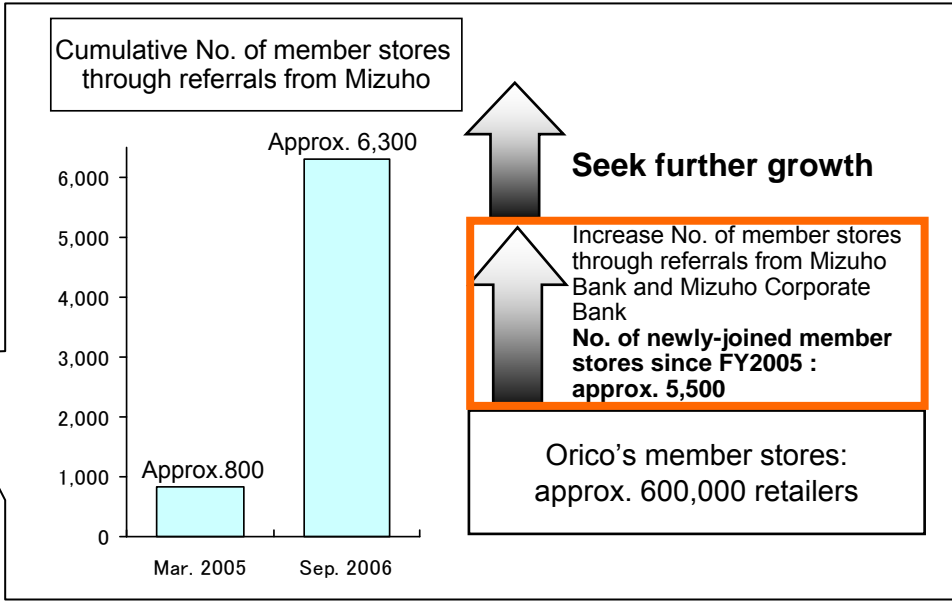 Cumulative No. of member stores
through referrals from Mizuho
Approx. 6,300
6,000
5,000
4,000
3,000
2,000
1,000
0
Approx.800
Mar. 2005
Sep. 2006
Seek further growth
Increase No. of member stores
through referrals from Mizuho
Bank and Mizuho Corporate
Bank
No. of newly-joined member
stores since FY2005 :
approx. 5,500
Orico's member stores:
approx. 600,000 retailers